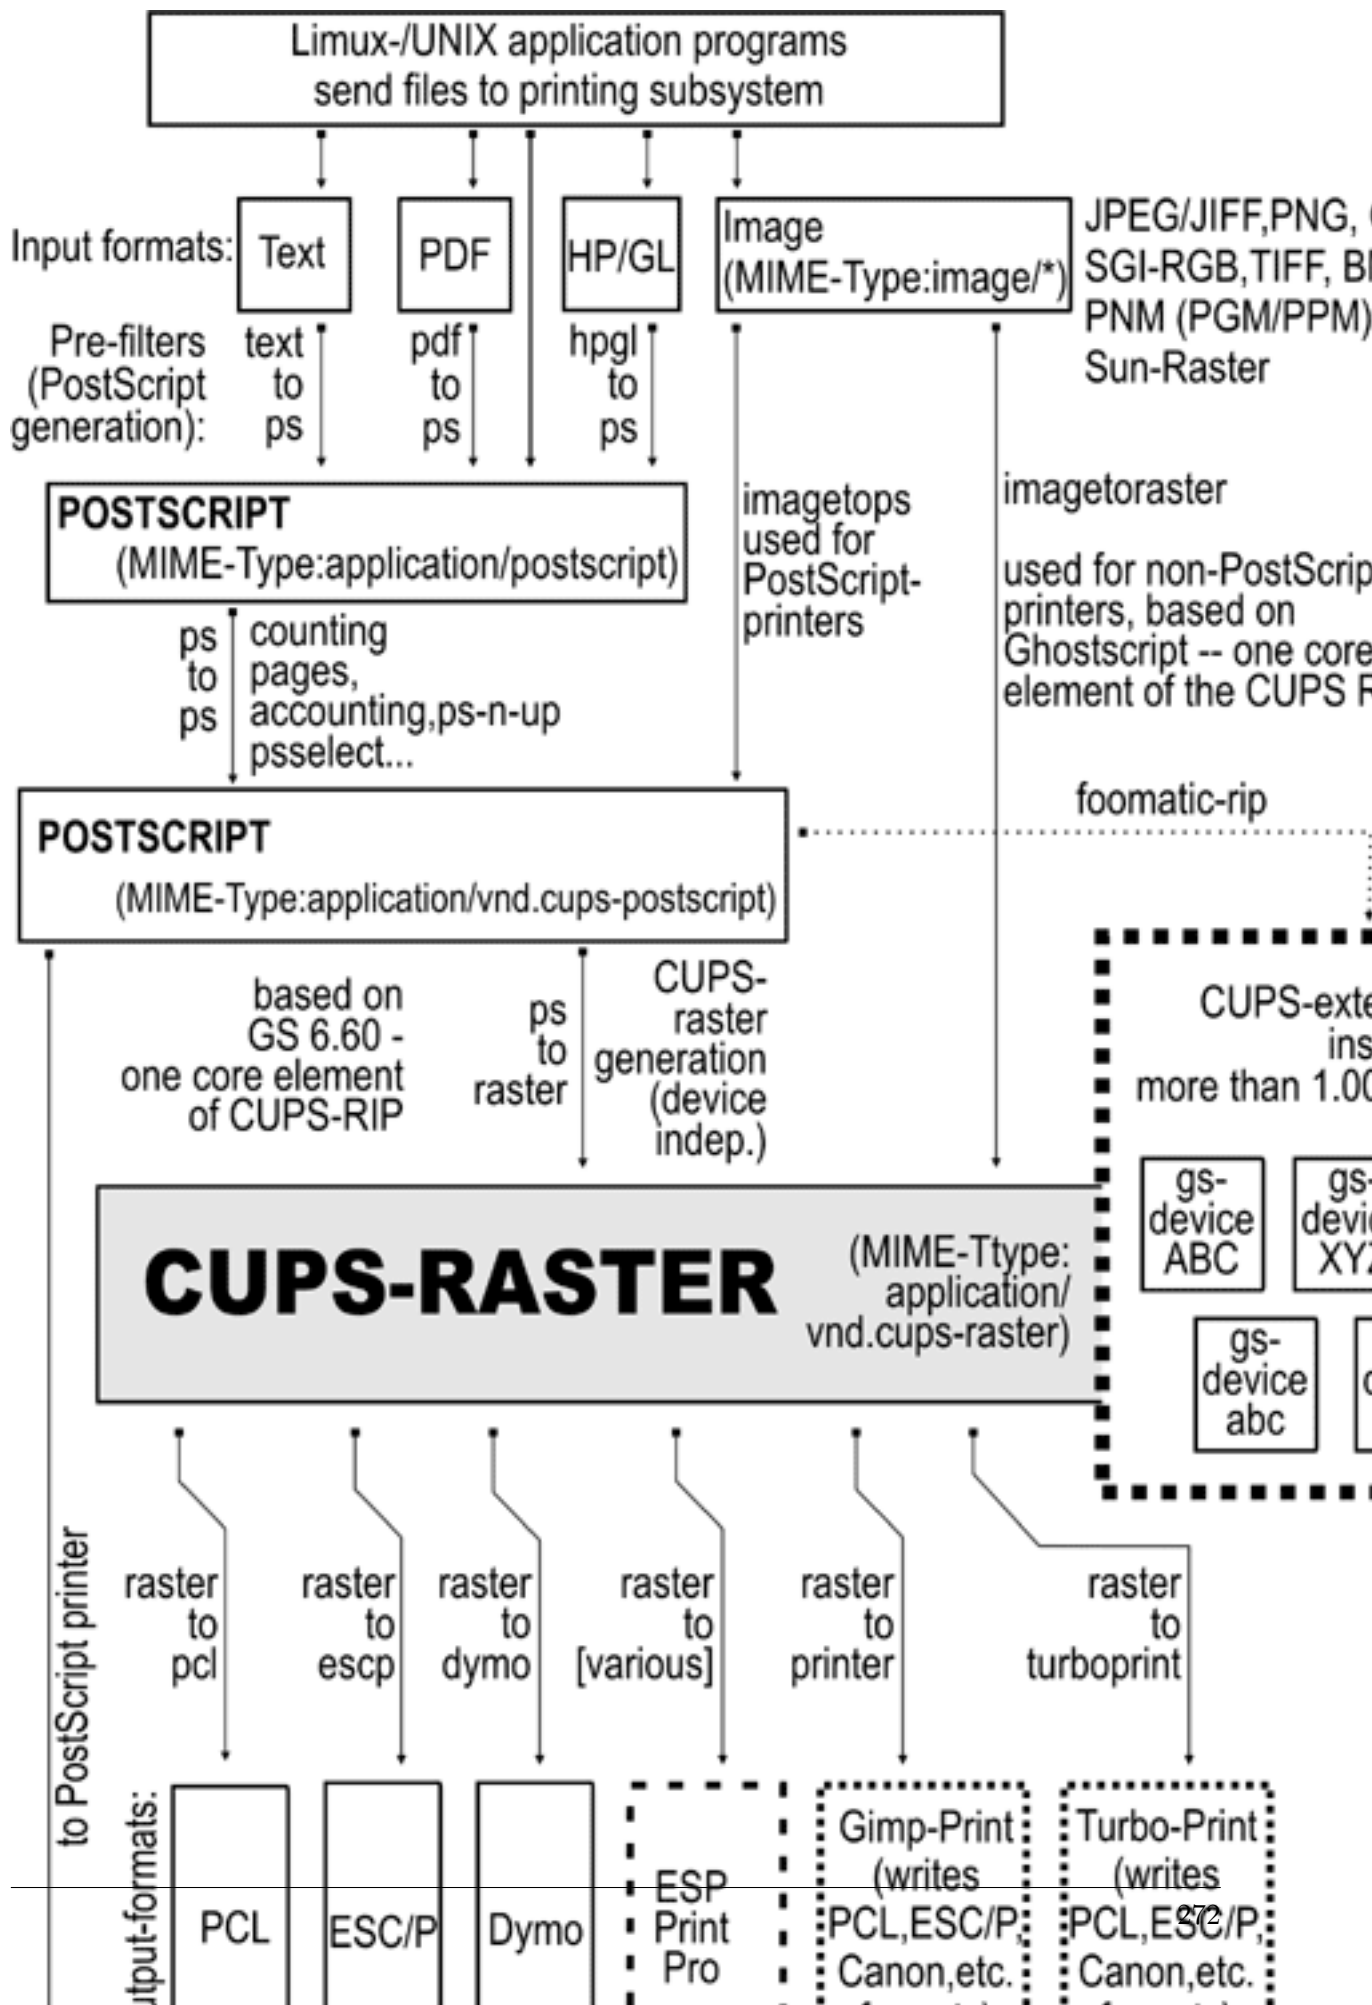 Limux-/UNIX application programs
send files to printing subsystem
Input formats:
Text
PDF
HP/GL
Image
(MIME-Type:image/*)
JPEG/JIFF,PNG,
SGI-RGB,TIFF,
PNM (PGM/PPM)
Sun-Raster
Pre-filters
(PostScript
generation):
text
to
ps
pdf
to
ps
hpgl
to
ps
POSTSCRIPT
(MIME-Type:application/postscript)
imagetops
used for
PostScript-
printers
imagetoraster
used for non-PostScrip
printers, based on
Ghostscript -- one core
element of the CUPS
ps
to
ps
counting
pages,
accounting,ps-n-up
psselect...
POSTSCRIPT
(MIME-Type:application/vnd.cups-postscript)
foomatic-rip
based on
GS 6.60 -
one core element
of CUPS-RIP
ps
to
raster
CUPS-
raster
generation
(device
indep.)
CUPS-exte
ins
more than 1.00
gs-
device
ABC
gs-
devi
XYZ
gs-
device
abc
CUPS-RASTER
(MIME-Ttype:
application/
vnd.cups-raster)
to PostScript printer
raster
to
pcl
raster
to
escp
raster
to
dymo
raster
to
[various]
raster
to
printer
raster
to
turboprint
utput-formats:
PCL
ESC/P
Dymo
ESP
Print
Pro
Gimp-Print
(writes
PCL,ESC/P,
Canon,etc.
Turbo-Print
(writes
PCL,ESC/P,
Canon,etc.
272